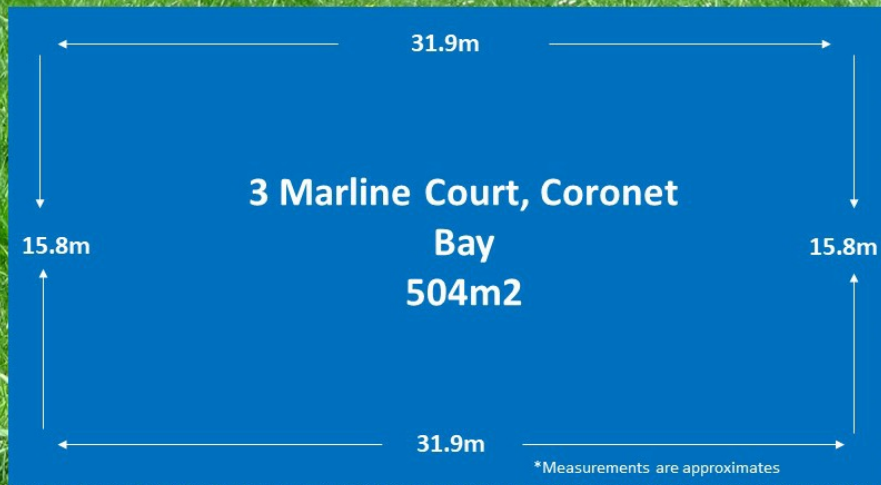 31.9m
3 Marline Court, Coronet
Bay
15.8m
15.8m
504m2
31.9m
*Measurements are approximates